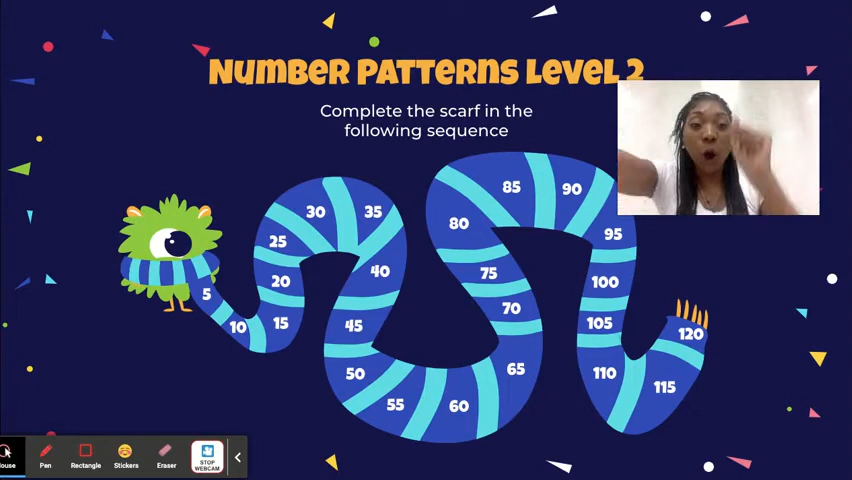 Number Patterns Level 2
Complete the scarf in the
following sequence
5
10
15
20
25
30
35
40
45
50
55
60
65
70
75
80
85
90
95
100
105
110
115
120
Pen
Rectangle
Stickers
Eraser
STOP
WEBCAM